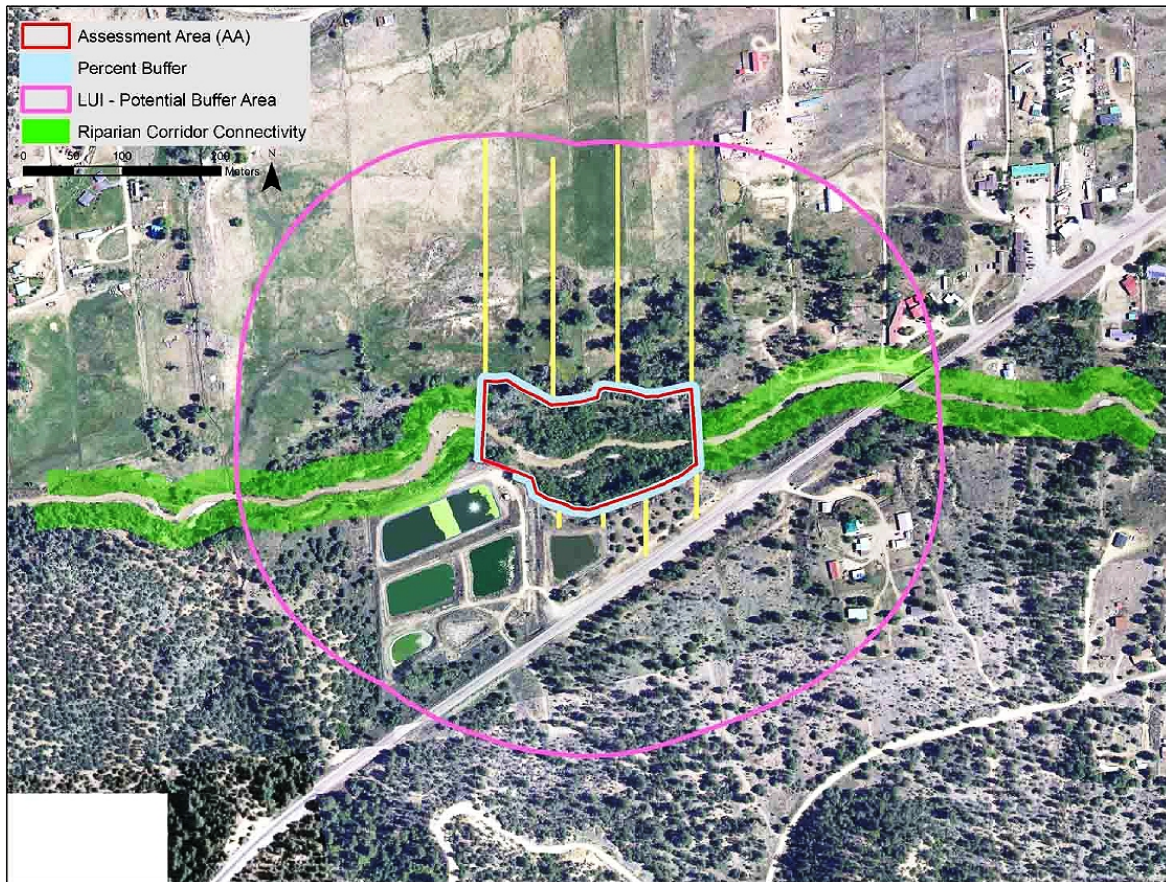 Assessment Area (AA)
Percent Buffer
LUI - Potential Buffer Area
Riparian Corridor Connectivity
0 50 100 200
Meters
N